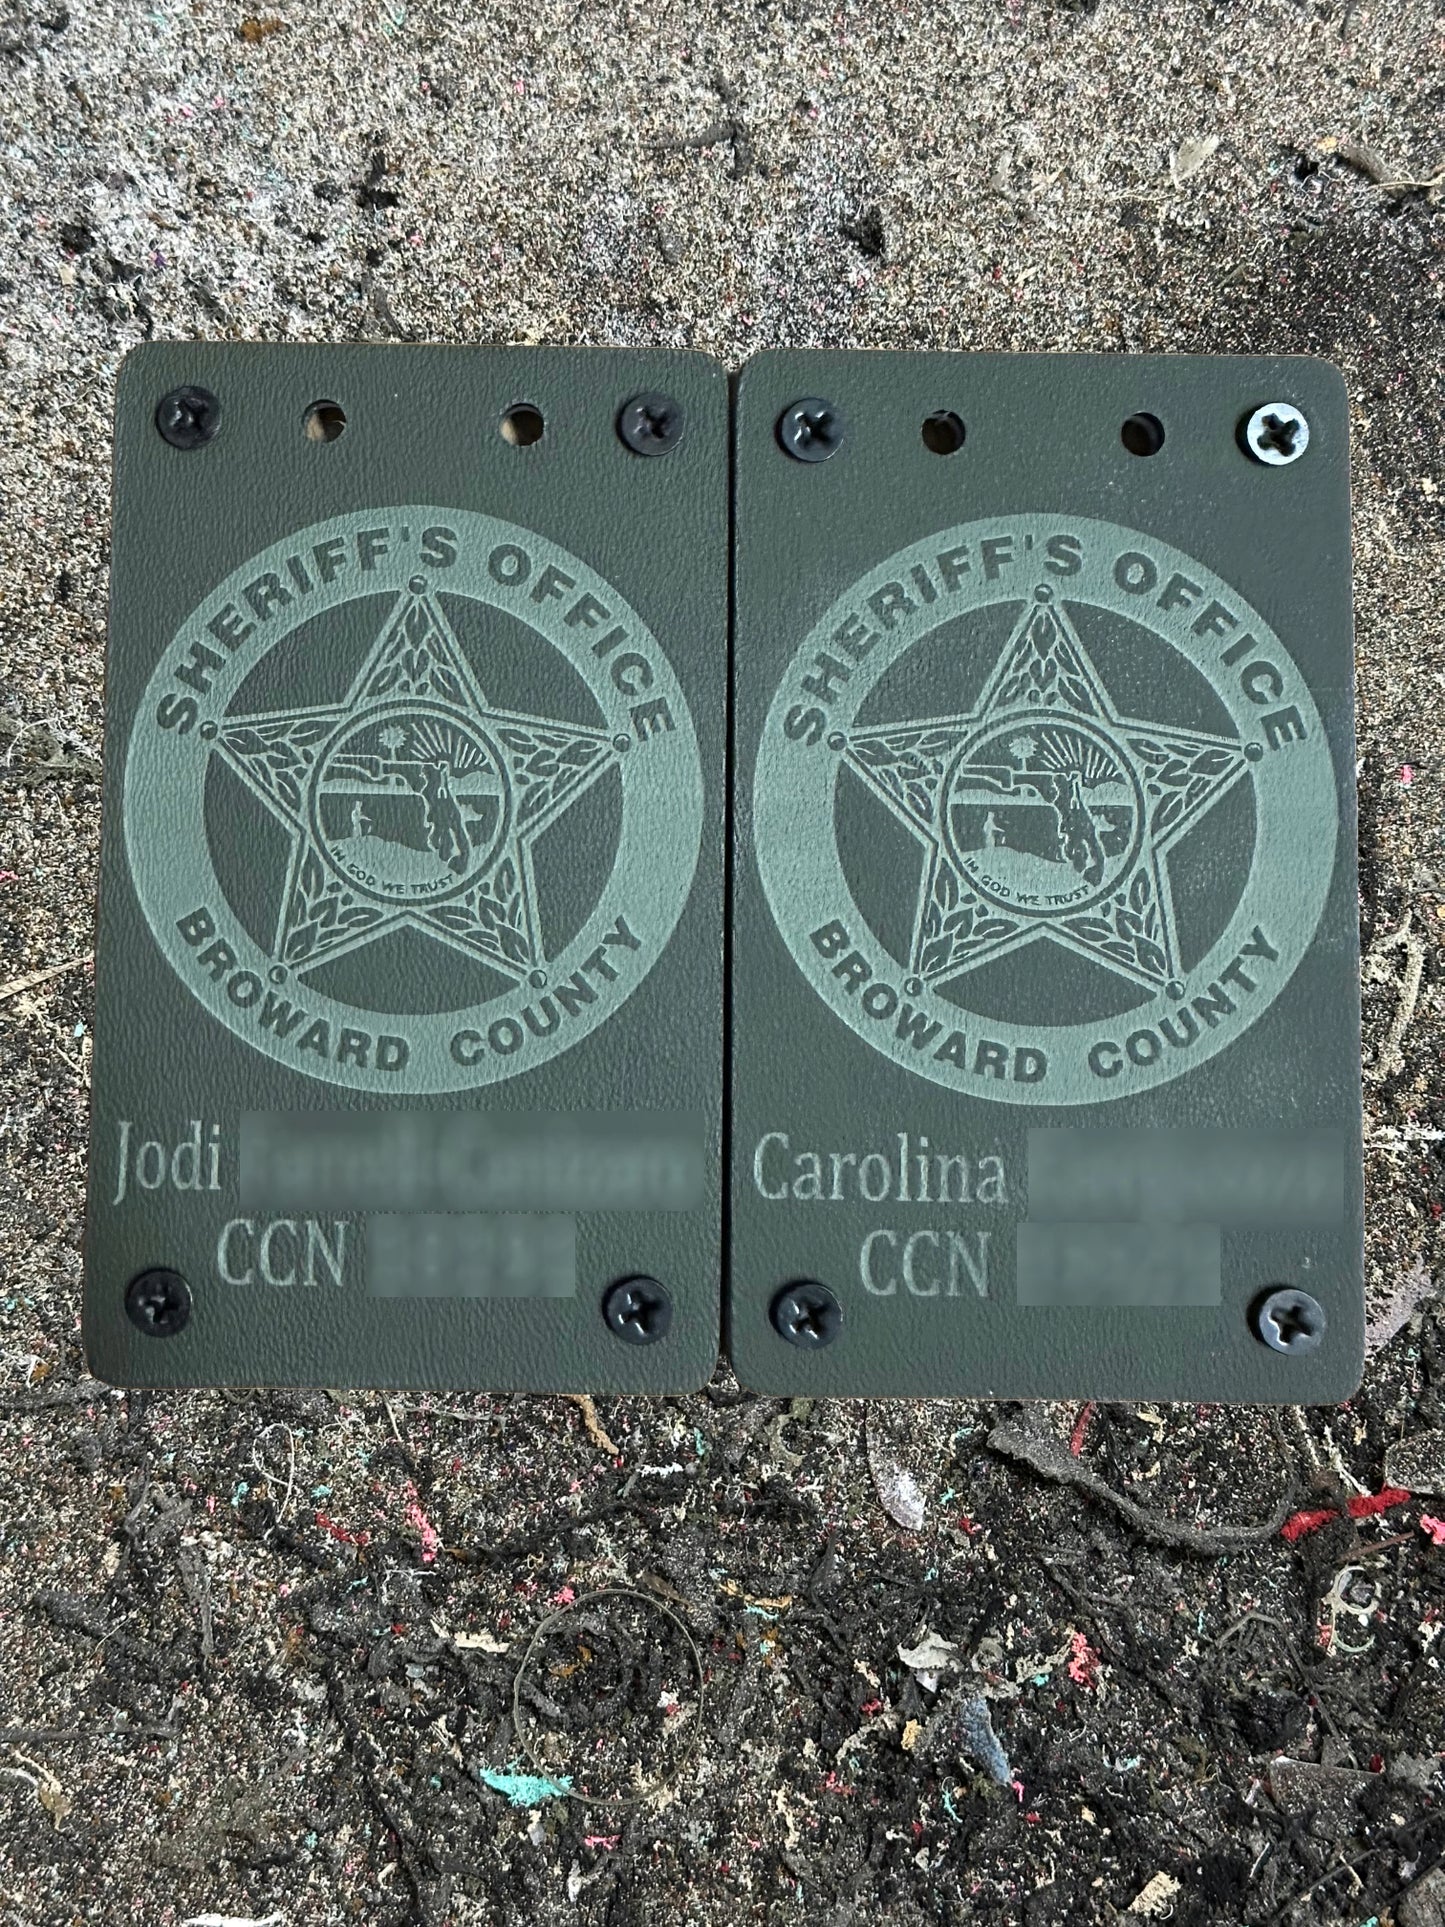 SHERIFF'S OFFICE
IN GOD WE TRUST
BROWARD COUNTY
Jodi
CCN
SHERIFF'S OFFICE
IN GOD WE TRUST
BROWARD COUNTY
Carolina
CCN